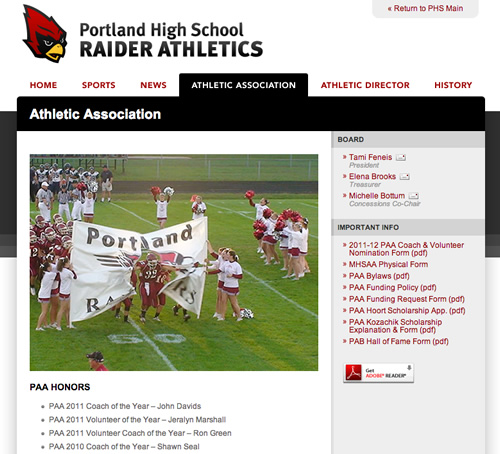 « Return to PHS Main
Portland High School
RAIDER ATHLETICS
HOME
SPORTS
NEWS
ATHLETIC ASSOCIATION
ATHLETIC DIRECTOR
HISTORY
Athletic Association
Portland
RA
PAA HONORS
PAA 2011 Coach of the Year – John Davids
PAA 2011 Volunteer of the Year – Jeralyn Marshall
PAA 2011 Volunteer Coach of the Year – Ron Green
PAA 2010 Coach of the Year – Shawn Seal
BOARD
» Tami Feneis
President
» Elena Brooks
Treasurer
» Michelle Bottum
Concessions Co-Chair
IMPORTANT INFO
» 2011-12 PAA Coach & Volunteer
Nomination Form (pdf)
» MHSAA Physical Form
» PAA Bylaws (pdf)
» PAA Funding Policy (pdf)
» PAA Funding Request Form (pdf)
» PAA Hoort Scholarship App. (pdf)
» PAA Kozachik Scholarship
Explanation & Form (pdf)
» PAB Hall of Fame Form (pdf)
Get
ADOBE® READER®